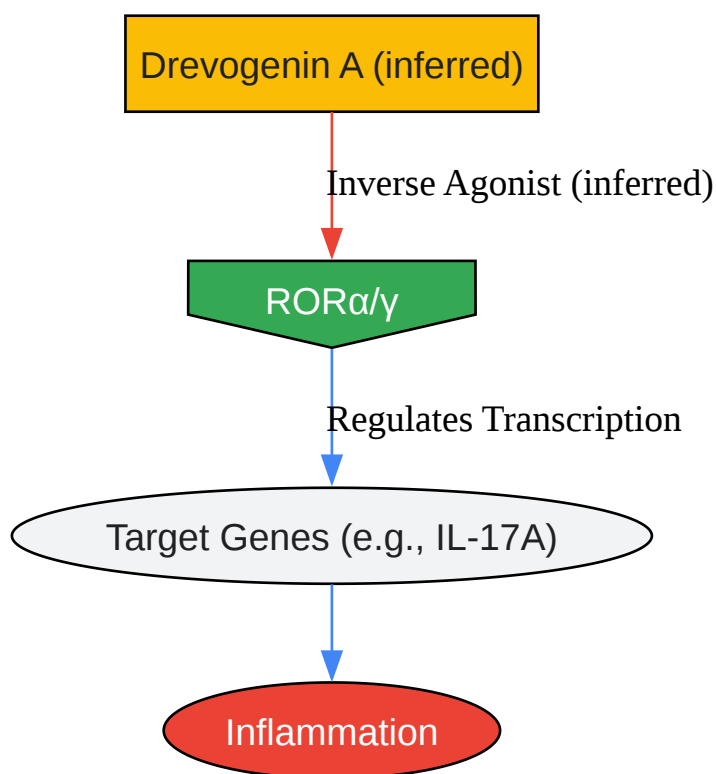 Drevogenin A (inferred)
Inverse Agonist (inferred)
RORα/γ
Regulates Transcription
Target Genes (e.g., IL-17A)
Inflammation